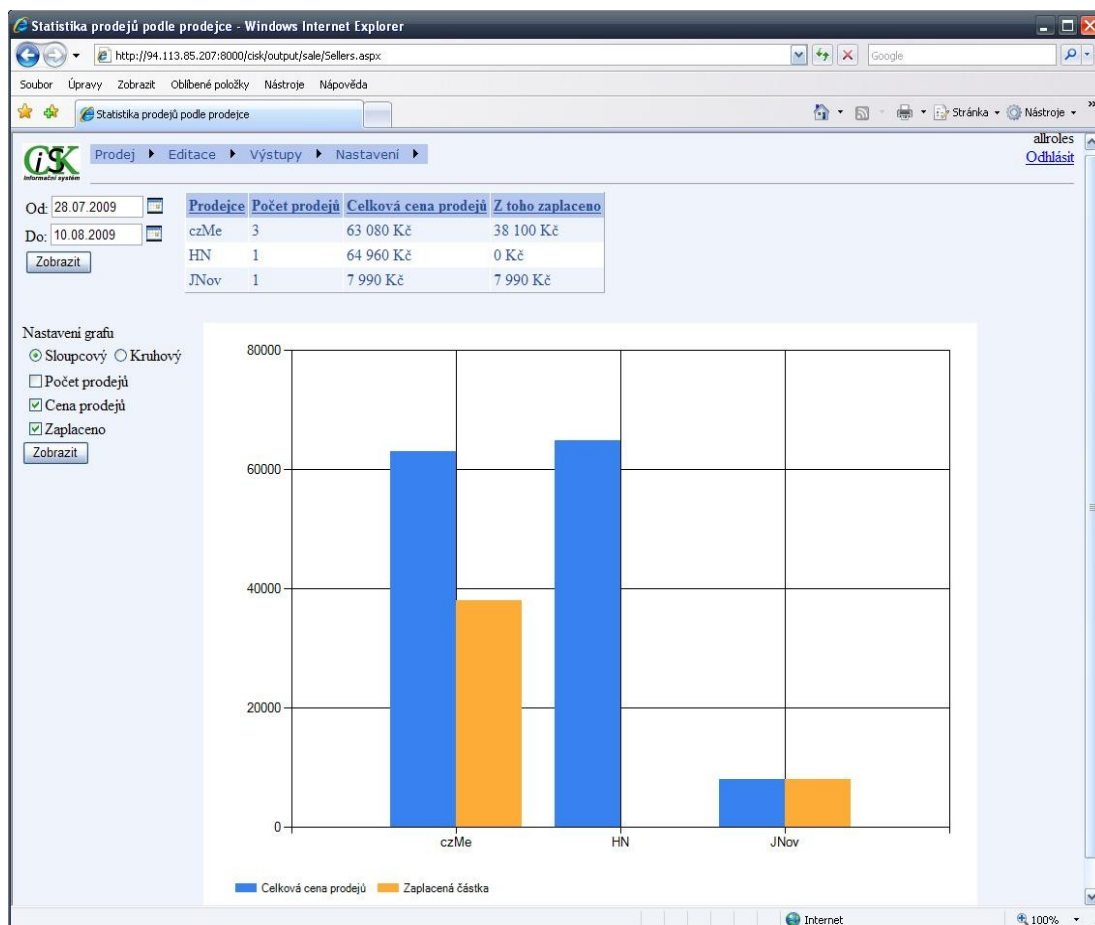 Statistika prodejů podle prodejce - Windows Internet Explorer
http://94.113.85.207:8000/cisk/output/sale/Sellers.aspx
Google
Soubor Úpravy Zobrazit Oblíbené položky Nástroje Nápověda
Statistika prodejů podle prodejce
Stránka Nástroje »
allroles
Odhlásit
CiSK
Informační systém
Prodej Editace Výstupy Nastavení
Od: 28.07.2009
Do: 10.08.2009
Zobrazit
Prodejce Počet prodejů Celková cena prodejů Z toho zaplaceno
czMe 3 63 080 Kč 38 100 Kč
HN 1 64 960 Kč 0 Kč
JNov 1 7 990 Kč 7 990 Kč
Nastavení grafu
Sloupcový Kruhový
Počet prodejů
Cena prodejů
Zaplaceno
Zobrazit
80000
60000
40000
20000
0
czMe HN JNov
Celková cena prodejů Zaplacená částka
Internet 100%